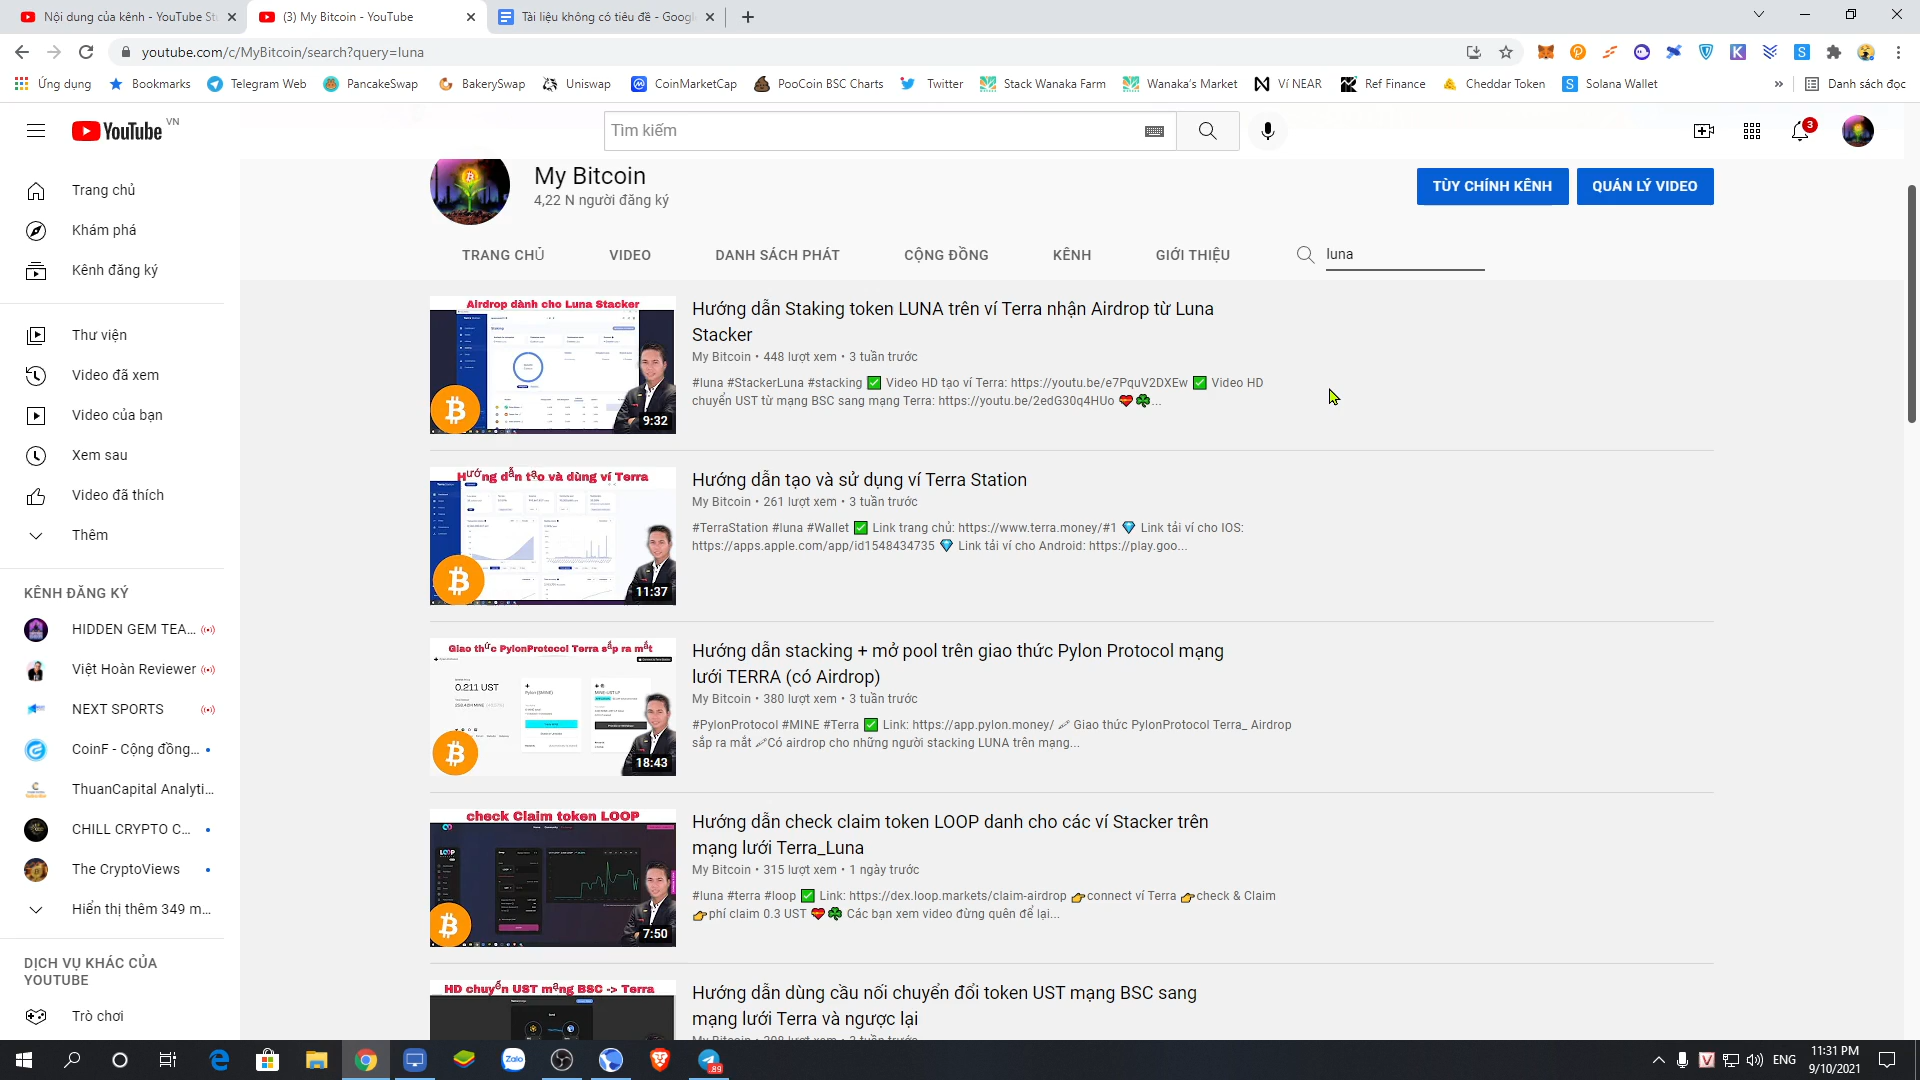 Nội dung của kênh - YouTube St
(3) My Bitcoin - YouTube
Tài liệu không có tiêu đề - Googl
youtube.com/c/MyBitcoin/search?query=luna
Ứng dụng
Bookmarks
Telegram Web
PancakeSwap
BakerySwap
Uniswap
CoinMarketCap
PooCoin BSC Charts
Twitter
Stack Wanaka Farm
Wanaka's Market
Ví NEAR
Ref Finance
Cheddar Token
Solana Wallet
»
Danh sách đọc
YouTube VN
Tìm kiếm
3
Trang chủ
Khám phá
Kênh đăng ký
Thư viện
Video đã xem
Video của bạn
Xem sau
Video đã thích
Thêm
KÊNH ĐĂNG KÝ
HIDDEN GEM TEA...
Việt Hoàn Reviewer
NEXT SPORTS
CoinF - Cộng đồng...
ThuanCapital Analyti...
CHILL CRYPTO C...
The CryptoViews
Hiển thị thêm 349 m...
DỊCH VỤ KHÁC CỦA
YOUTUBE
Trò chơi
My Bitcoin
4,22 N người đăng ký
TÙY CHỈNH KÊNH
QUẢN LÝ VIDEO
TRANG CHỦ
VIDEO
DANH SÁCH PHÁT
CỘNG ĐỒNG
KÊNH
GIỚI THIỆU
luna
Airdrop dành cho Luna Stacker
9:32
Hướng dẫn Staking token LUNA trên ví Terra nhận Airdrop từ Luna
Stacker
My Bitcoin • 448 lượt xem • 3 tuần trước
#luna #StackerLuna #stacking ✅ Video HD tạo ví Terra: https://youtu.be/e7PquV2DXEw ✅ Video HD
chuyển UST từ mạng BSC sang mạng Terra: https://youtu.be/2edG30q4HUo 💝🍀...
Hướng dẫn tạo và dùng ví Terra
11:37
Hướng dẫn tạo và sử dụng ví Terra Station
My Bitcoin • 261 lượt xem • 3 tuần trước
#TerraStation #luna #Wallet ✅ Link trang chủ: https://www.terra.money/#1 💎 Link tải ví cho IOS:
https://apps.apple.com/app/id1548434735 💎 Link tải ví cho Android: https://play.goo...
Giao thức PylonProtocol Terra sắp ra mắt
0.211 UST
18:43
Hướng dẫn stacking + mở pool trên giao thức Pylon Protocol mạng
lưới TERRA (có Airdrop)
My Bitcoin • 380 lượt xem • 3 tuần trước
#PylonProtocol #MINE #Terra ✅ Link: https://app.pylon.money/ 📌 Giao thức PylonProtocol Terra_ Airdrop
sắp ra mắt 📌Có airdrop cho những người stacking LUNA trên mạng...
check Claim token LOOP
LOOP
7:50
Hướng dẫn check claim token LOOP danh cho các ví Stacker trên
mạng lưới Terra_Luna
My Bitcoin • 315 lượt xem • 1 ngày trước
#luna #terra #loop ✅ Link: https://dex.loop.markets/claim-airdrop 👉connect ví Terra 👉check & Claim
👉phí claim 0.3 UST 💝🍀 Các bạn xem video đừng quên để lại...
HD chuyển UST mạng BSC -> Terra
Hướng dẫn dùng cầu nối chuyển đổi token UST mạng BSC sang
mạng lưới Terra và ngược lại
Zalo
89
ENG
11:31 PM
9/10/2021